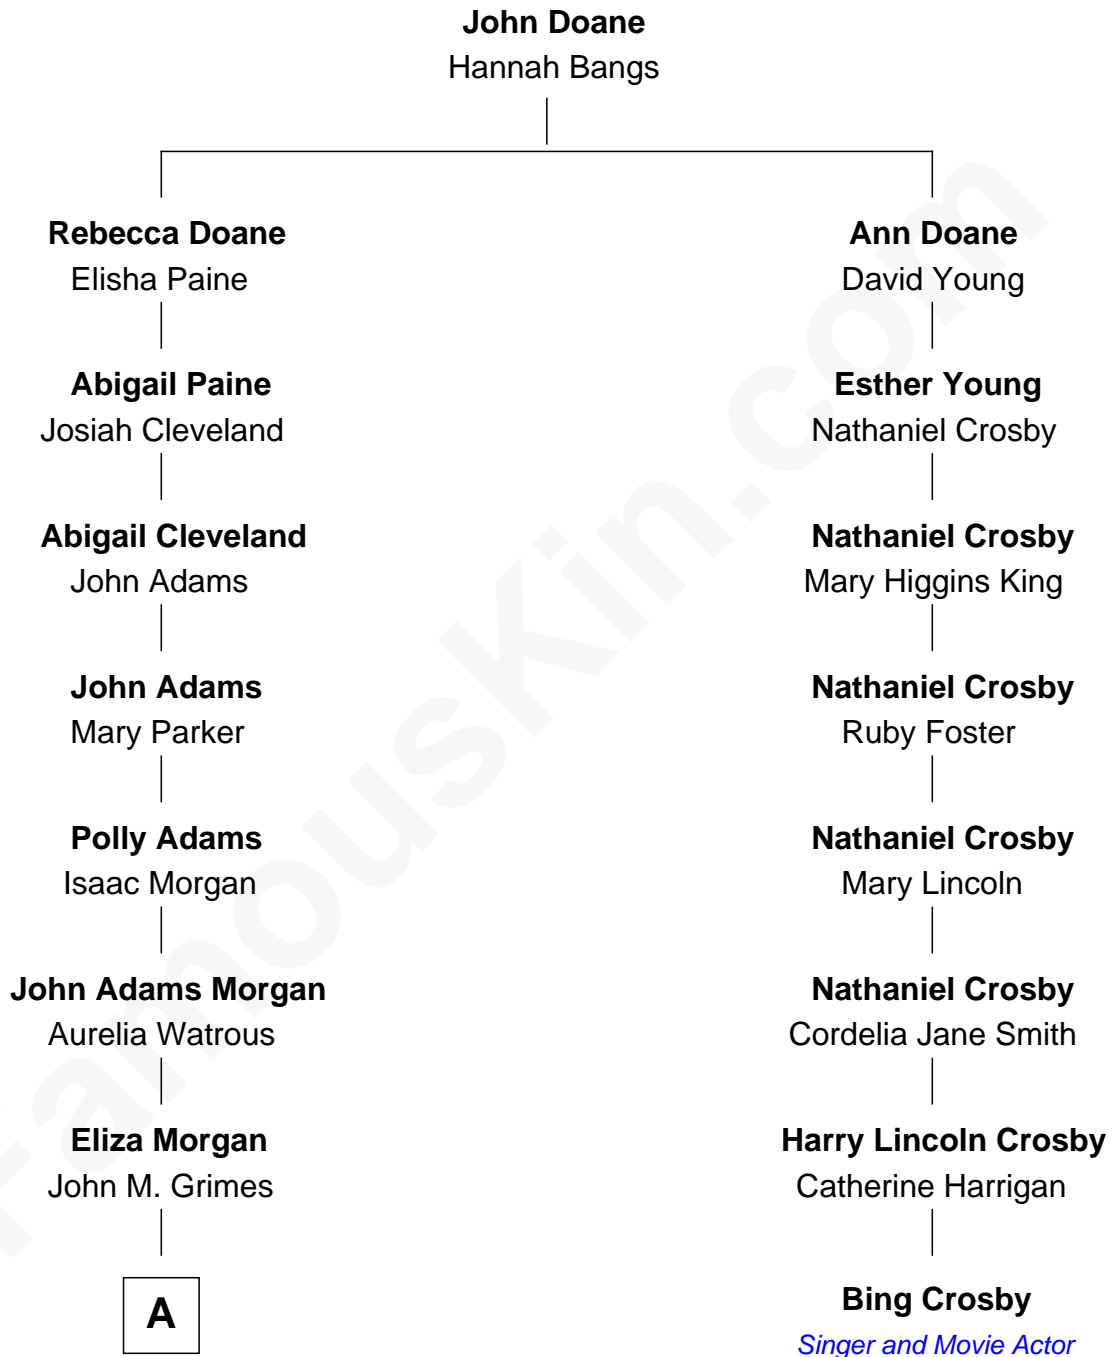 John Doane
Hannah Bangs
Rebecca Doane
Elisha Paine
Abigail Paine
Josiah Cleveland
Abigail Cleveland
John Adams
John Adams
Mary Parker
Polly Adams
Isaac Morgan
John Adams Morgan
Aurelia Watrous
Eliza Morgan
John M. Grimes
A
Ann Doane
David Young
Esther Young
Nathaniel Crosby
Nathaniel Crosby
Mary Higgins King
Nathaniel Crosby
Ruby Foster
Nathaniel Crosby
Mary Lincoln
Nathaniel Crosby
Cordelia Jane Smith
Harry Lincoln Crosby
Catherine Harrigan
Bing Crosby
Singer and Movie Actor
FamousKin.com